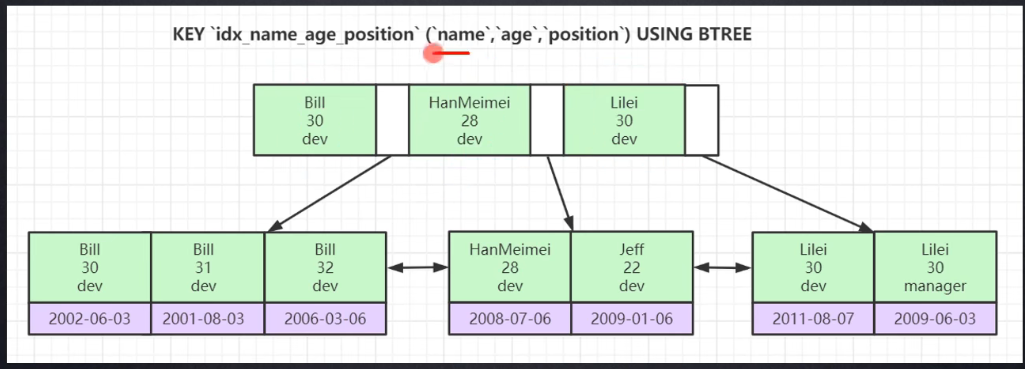 KEY `idx_name_age_position` (`name`,`age`,`position`) USING BTREE
Bill
30
dev
HanMeimei
28
dev
Lilei
30
dev
Bill
30
dev
2002-06-03
Bill
31
dev
2001-08-03
Bill
32
dev
2006-03-06
HanMeimei
28
dev
2008-07-06
Jeff
22
dev
2009-01-06
Lilei
30
dev
2011-08-07
Lilei
30
manager
2009-06-03